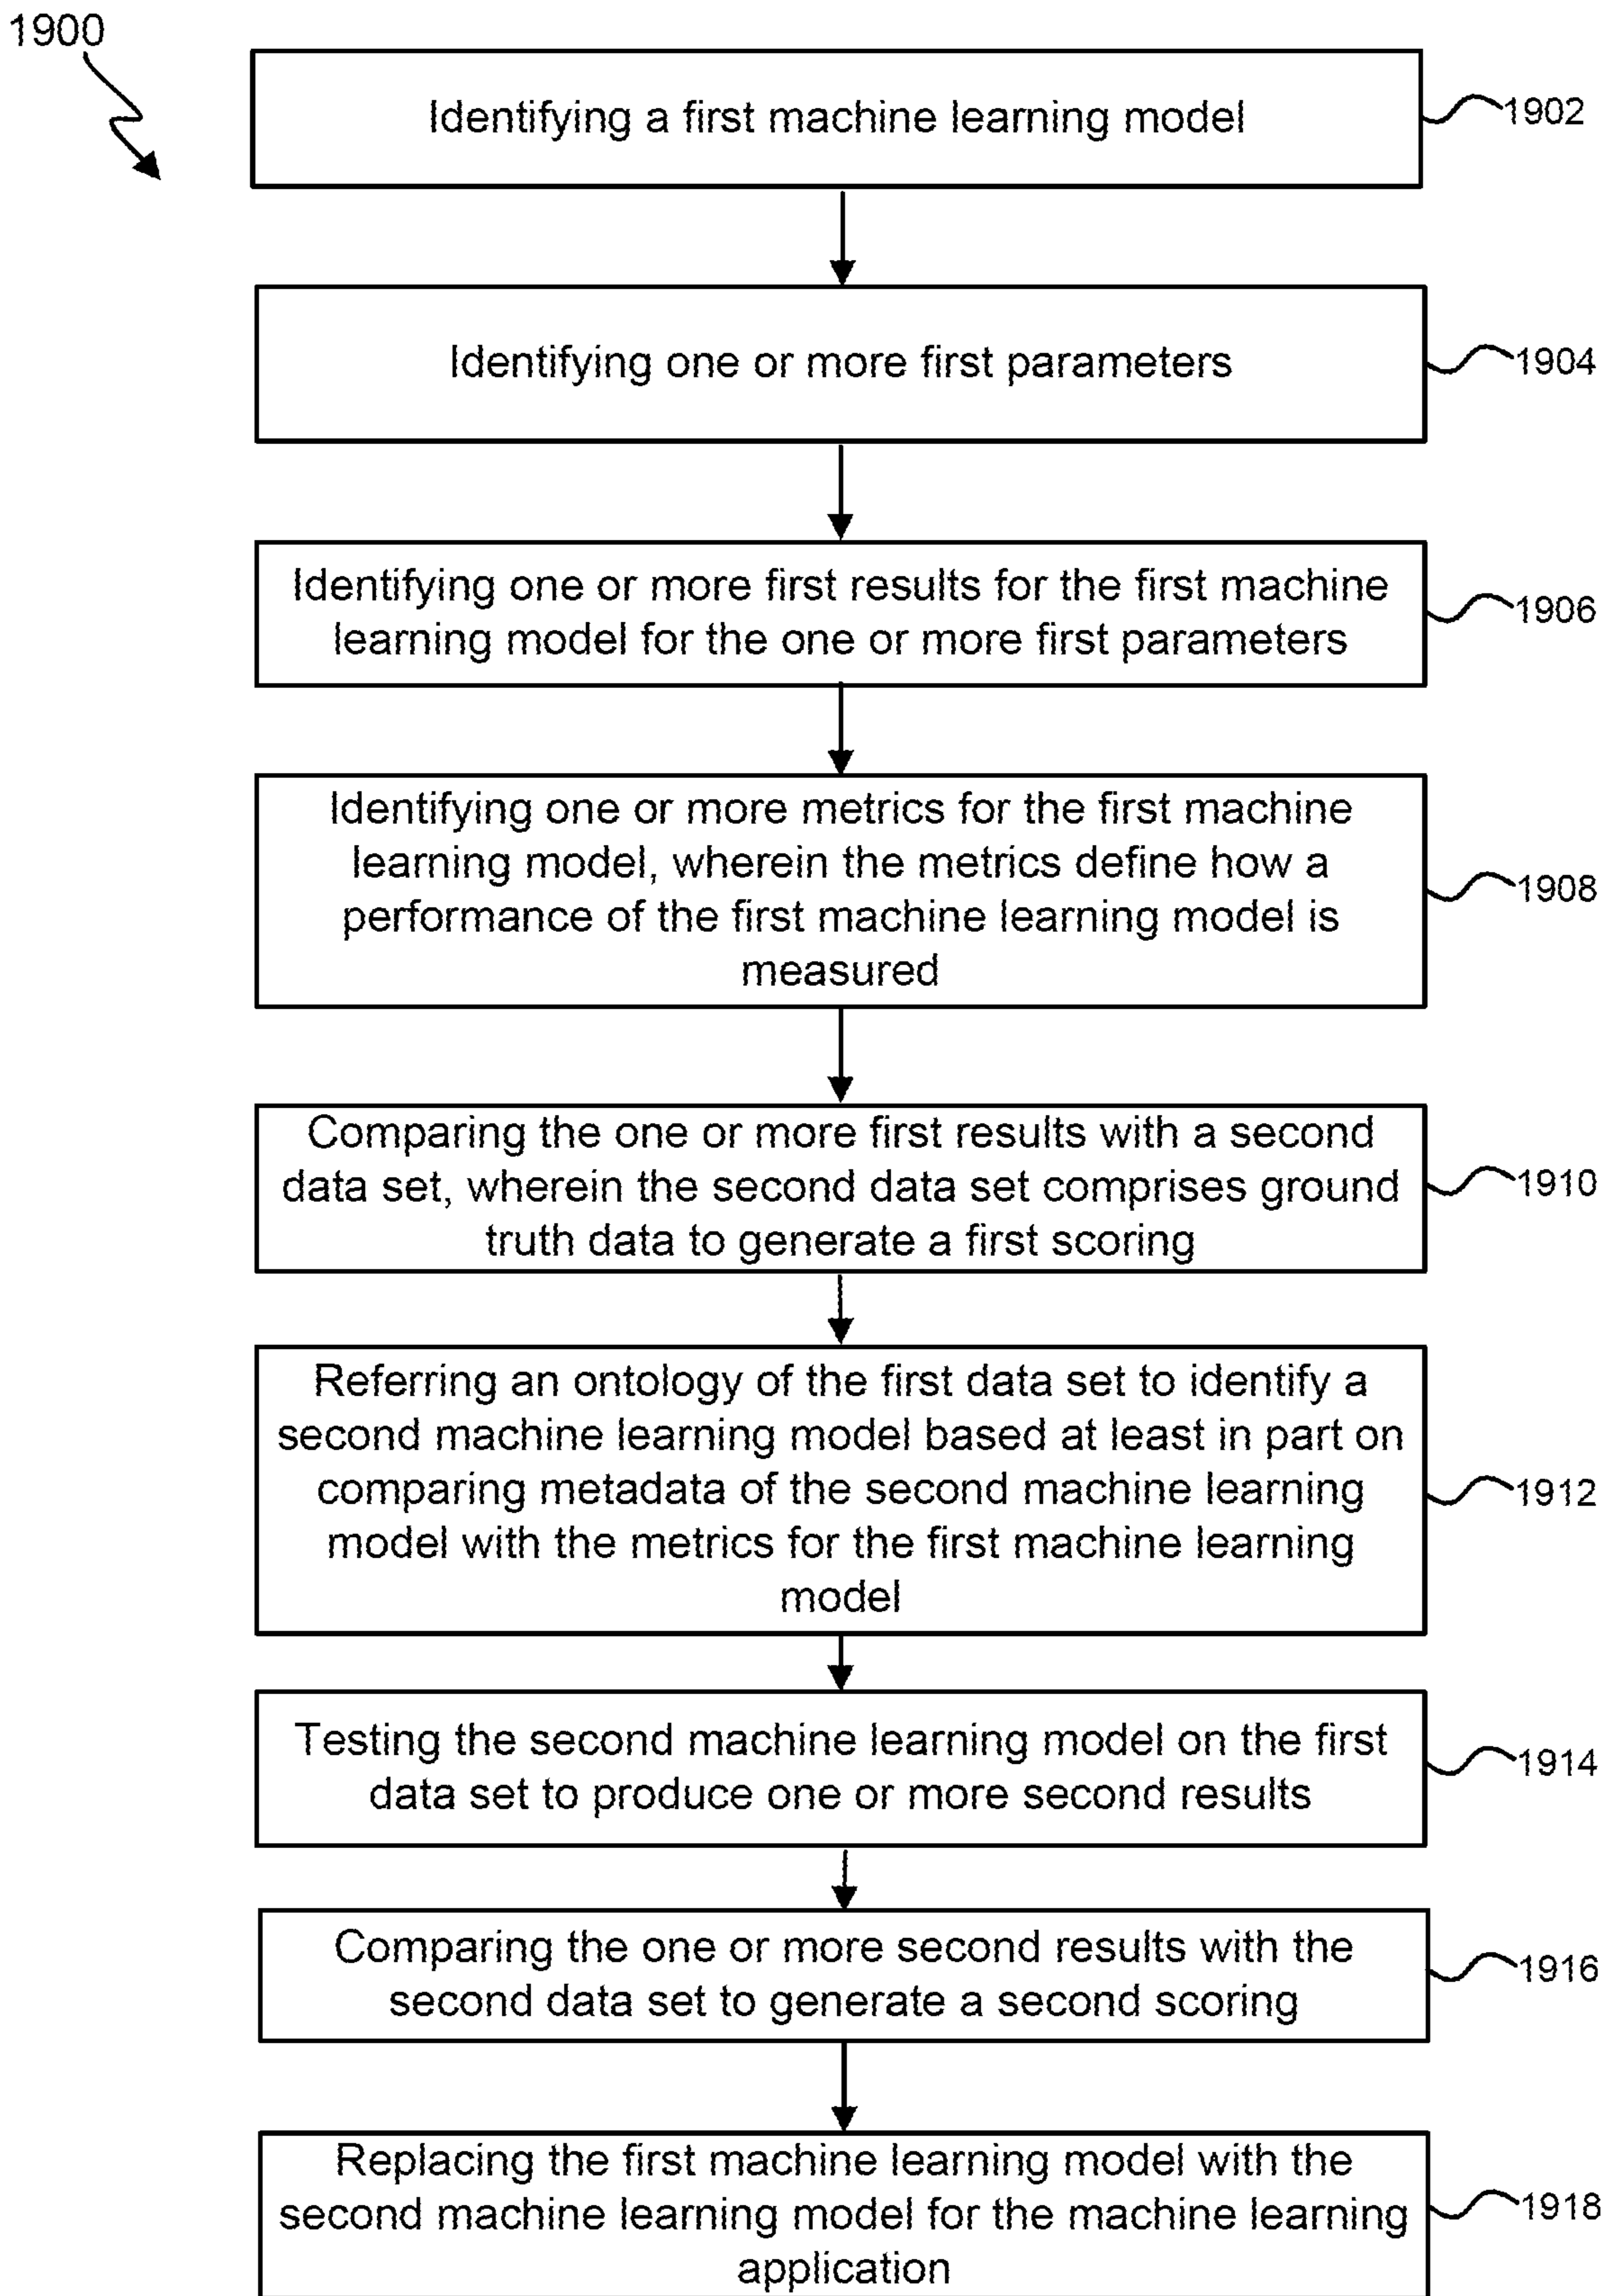 1900
Identifying a first machine learning model
1902
Identifying one or more first parameters
1904
Identifying one or more first results for the first machine
learning model for the one or more first parameters
1906
Identifying one or more metrics for the first machine
learning model, wherein the metrics define how a
performance of the first machine learning model is
measured
1908
Comparing the one or more first results with a second
data set, wherein the second data set comprises ground
truth data to generate a first scoring
1910
Referring an ontology of the first data set to identify a
second machine learning model based at least in part on
comparing metadata of the second machine learning
model with the metrics for the first machine learning
model
1912
Testing the second machine learning model on the first
data set to produce one or more second results
1914
Comparing the one or more second results with the
second data set to generate a second scoring
1916
Replacing the first machine learning model with the
second machine learning model for the machine learning
application
1918